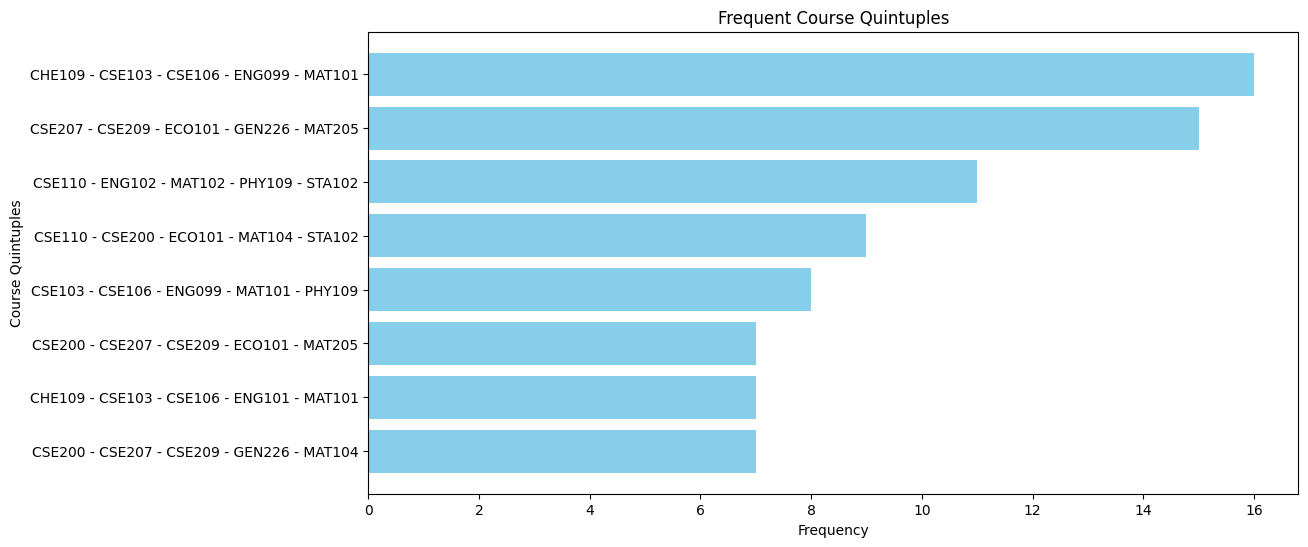 Frequent Course Quintuples
Course Quintuples
CHE109 - CSE103 - CSE106 - ENG099 - MAT101
CSE207 - CSE209 - ECO101 - GEN226 - MAT205
CSE110 - ENG102 - MAT102 - PHY109 - STA102
CSE110 - CSE200 - ECO101 - MAT104 - STA102
CSE103 - CSE106 - ENG099 - MAT101 - PHY109
CSE200 - CSE207 - CSE209 - ECO101 - MAT205
CHE109 - CSE103 - CSE106 - ENG101 - MAT101
CSE200 - CSE207 - CSE209 - GEN226 - MAT104
0 2 4 6 8 10 12 14 16
Frequency